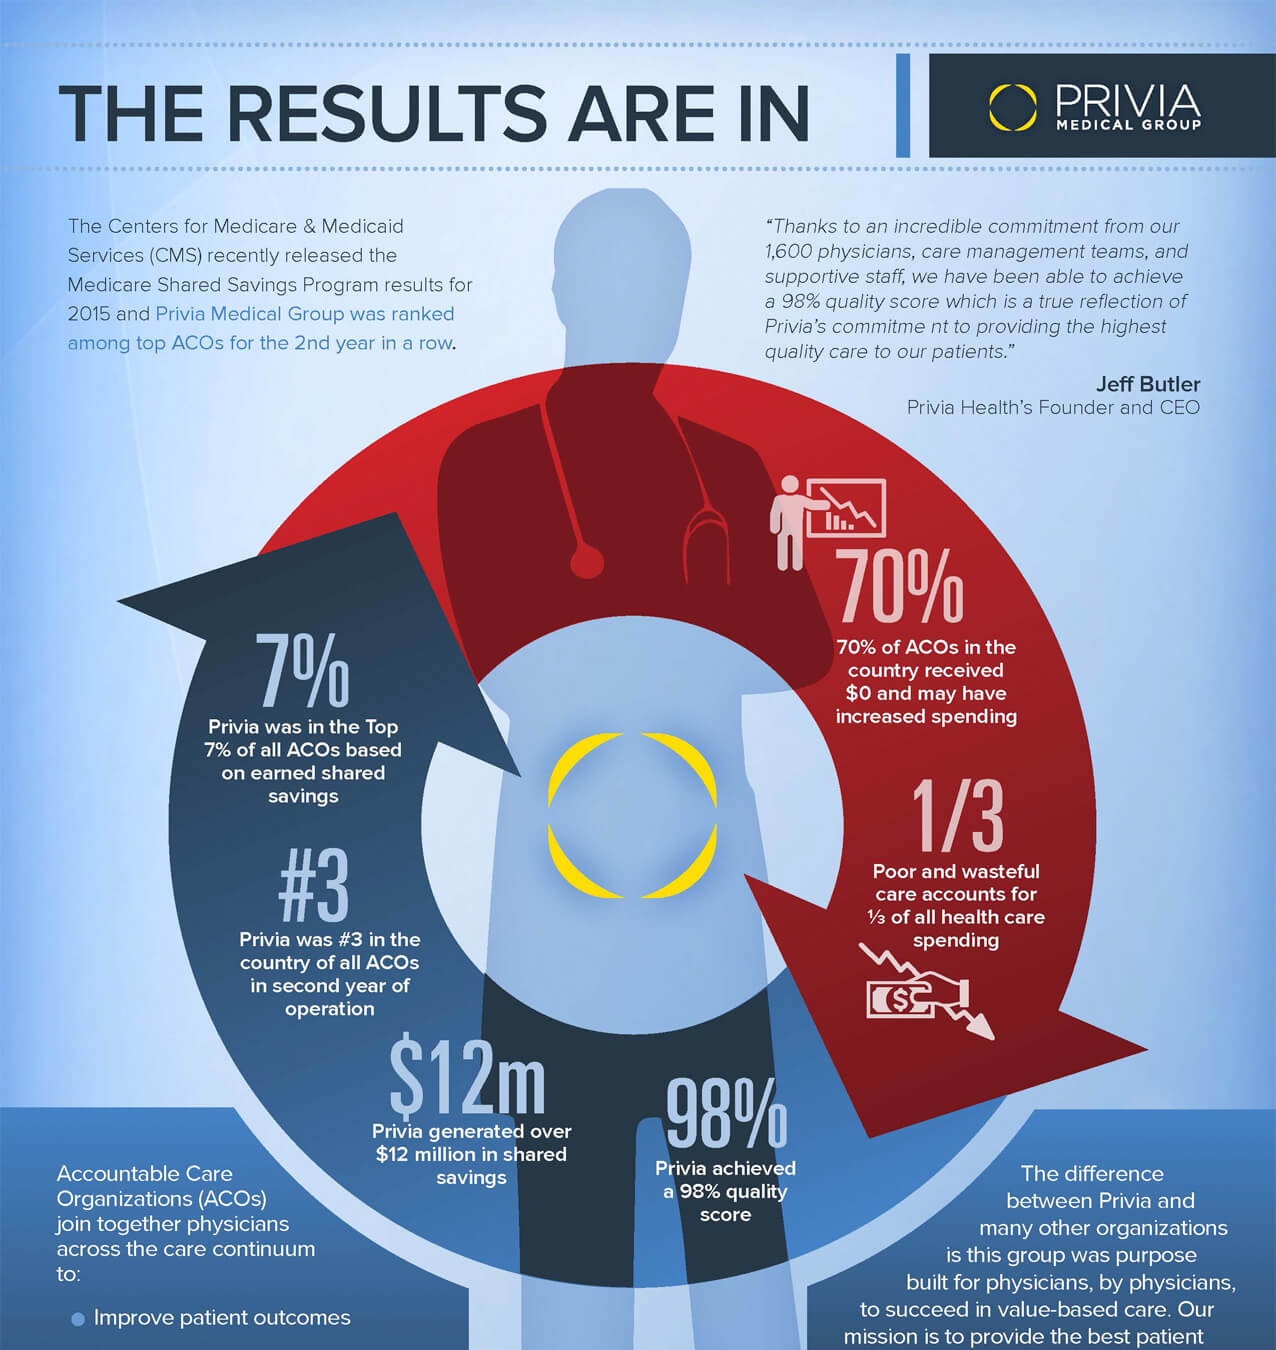 THE RESULTS ARE IN
PRIVIA
MEDICAL GROUP
The Centers for Medicare & Medicaid
Services (CMS) recently released the
Medicare Shared Savings Program results for
2015 and Privia Medical Group was ranked
among top ACOs for the 2nd year in a row.
“Thanks to an incredible commitment from our
1,600 physicians, care management teams, and
supportive staff, we have been able to achieve
a 98% quality score which is a true reflection of
Privia’s commitme nt to providing the highest
quality care to our patients.”
Jeff Butler
Privia Health’s Founder and CEO
70%
70% of ACOs in the
country received
$0 and may have
increased spending
1/3
Poor and wasteful
care accounts for
⅓ of all health care
spending
$
7%
Privia was in the Top
7% of all ACOs based
on earned shared
savings
#3
Privia was #3 in the
country of all ACOs
in second year of
operation
$12m
Privia generated over
$12 million in shared
savings
98%
Privia achieved
a 98% quality
score
Accountable Care
Organizations (ACOs)
join together physicians
across the care continuum
to:
Improve patient outcomes
The difference
between Privia and
many other organizations
is this group was purpose
built for physicians, by physicians,
to succeed in value-based care. Our
mission is to provide the best patient